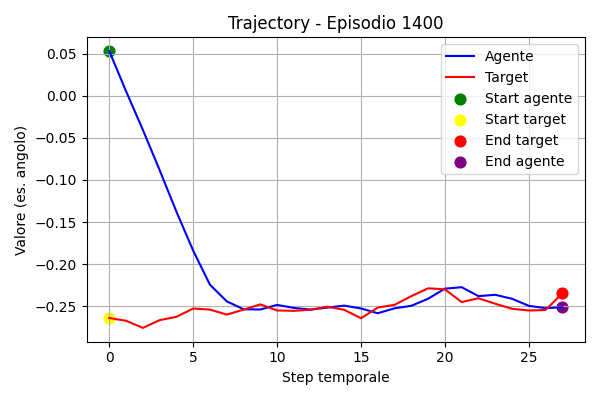 Trajectory - Episodio 1400
Valore (es. angolo)
0.05
0.00
−0.05
−0.10
−0.15
−0.20
−0.25
0
5
10
15
20
25
Step temporale
Agente
Target
Start agente
Start target
End target
End agente